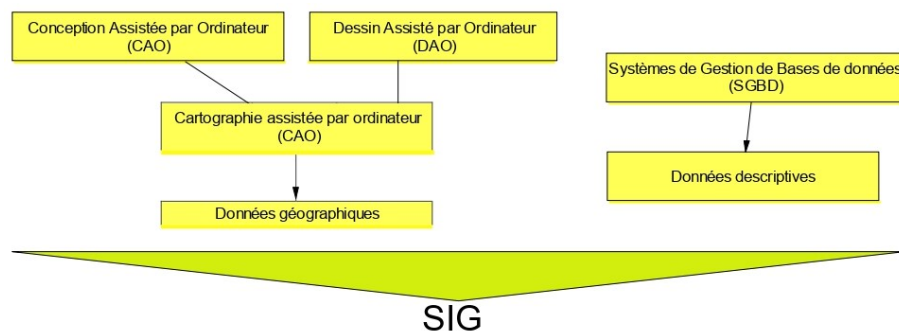 Conception Assistée par Ordinateur
(CAO)
Dessin Assisté par Ordinateur
(DAO)
Systèmes de Gestion de Bases de données
(SGBD)
Cartographie assistée par ordinateur
(CAO)
Données descriptives
Données géographiques
SIG